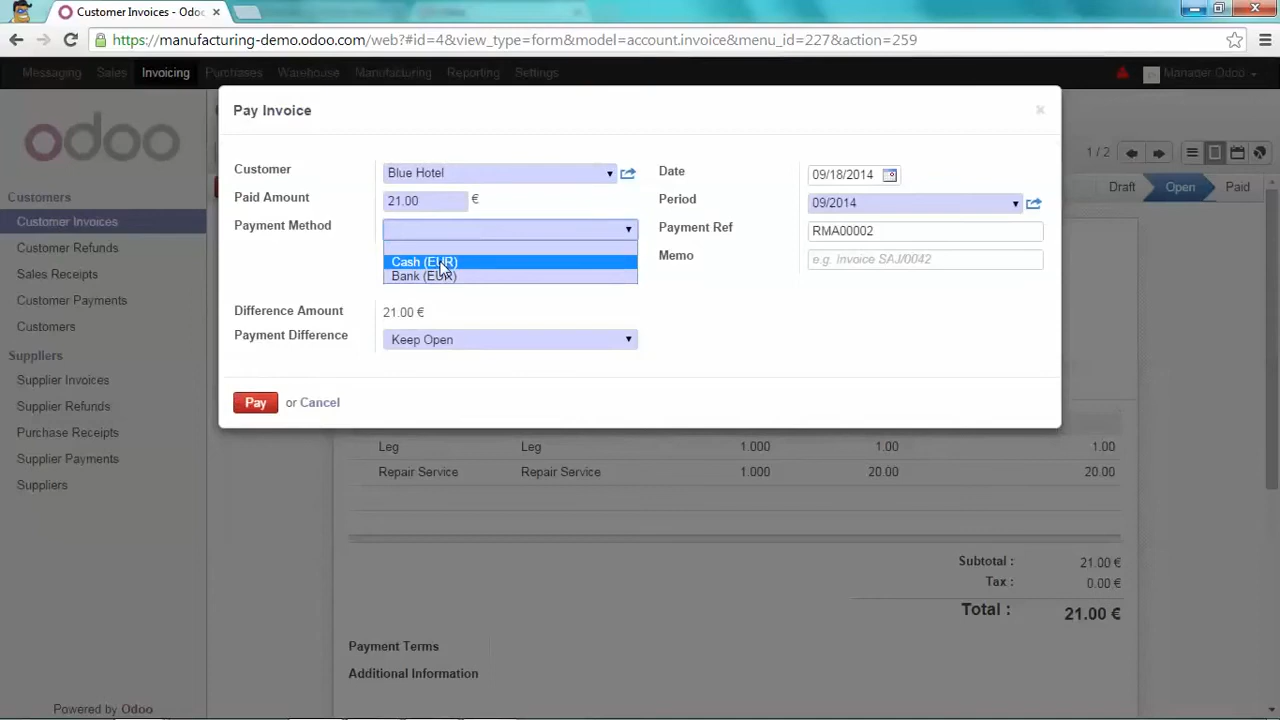 Customer Invoices - Odoo
https://manufacturing-demo.odoo.com/web?#id=4&view_type=form&model=account.invoice&menu_id=227&action=259
Messaging Sales Invoicing Purchases Warehouse Manufacturing Reporting Settings Manager Odoo
odoo
Pay Invoice
Customer Blue Hotel
Date 09/18/2014
Paid Amount 21.00 €
Period 09/2014
Payment Method
Payment Ref RMA00002
Cash (EUR)
Bank (EUR)
Memo e.g. Invoice SAJ/0042
Difference Amount 21.00 €
Payment Difference Keep Open
Pay or Cancel
1 / 2
Draft Open Paid
Customers
Customer Invoices
Customer Refunds
Sales Receipts
Customer Payments
Customers
Suppliers
Supplier Invoices
Supplier Refunds
Purchase Receipts
Supplier Payments
Suppliers
Leg Leg 1.000 1.00 1.00
Repair Service Repair Service 1.000 20.00 20.00
Subtotal : 21.00 €
Tax : 0.00 €
Total : 21.00 €
Payment Terms
Additional Information
Powered by Odoo